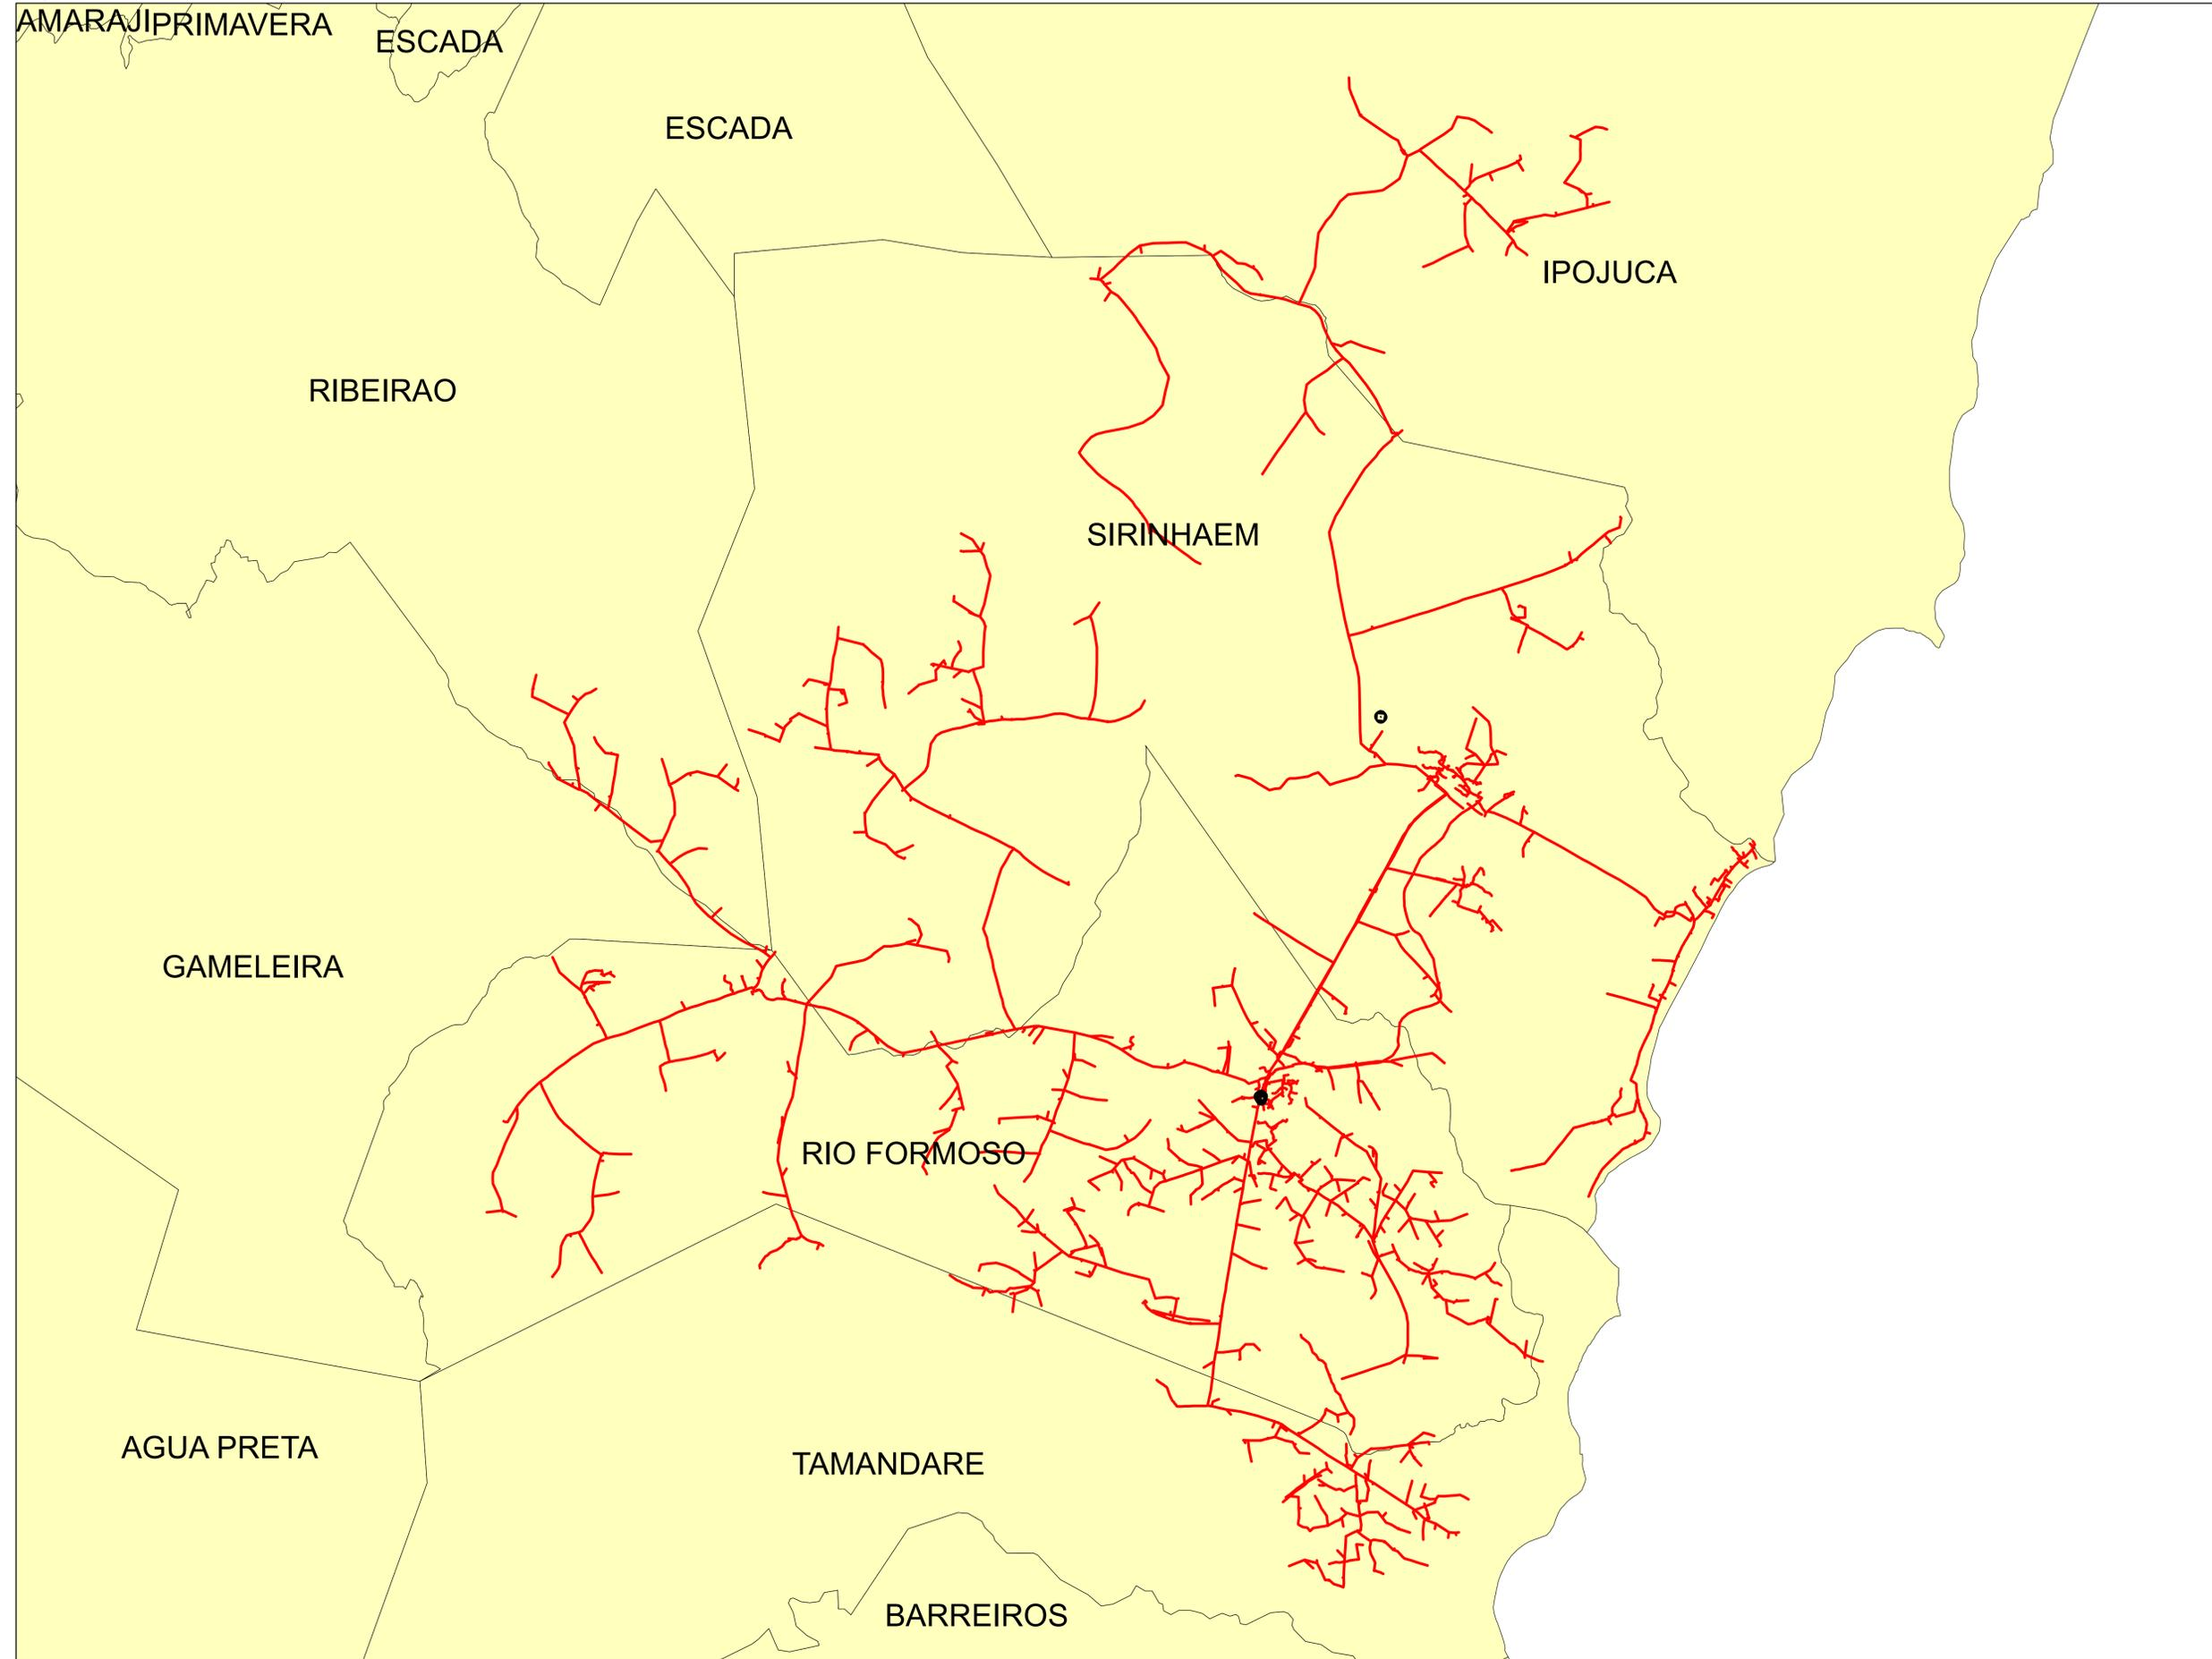 AMARAJI
PRIMAVERA
ESCADA
ESCADA
IPOJUCA
RIBEIRAO
SIRINHAEM
GAMELEIRA
RIO FORMOSO
AGUA PRETA
TAMANDARE
BARREIROS